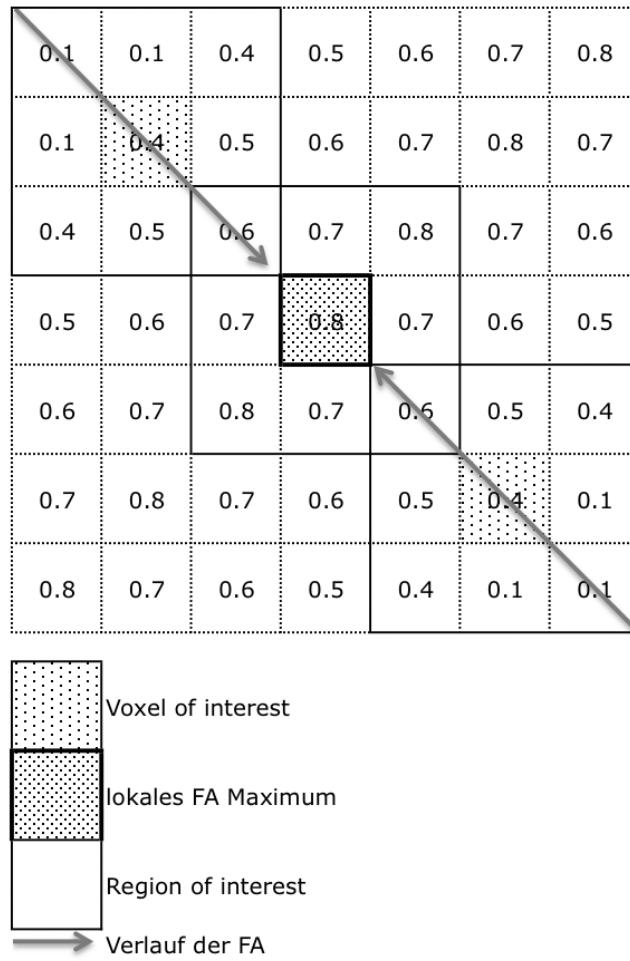 0.1 0.1 0.4 0.5 0.6 0.7 0.8
0.1 0.4 0.5 0.6 0.7 0.8 0.7
0.4 0.5 0.6 0.7 0.8 0.7 0.6
0.5 0.6 0.7 0.8 0.7 0.6 0.5
0.6 0.7 0.8 0.7 0.6 0.5 0.4
0.7 0.8 0.7 0.6 0.5 0.4 0.1
0.8 0.7 0.6 0.5 0.4 0.1 0.1
Voxel of interest
lokales FA Maximum
Region of interest
Verlauf der FA